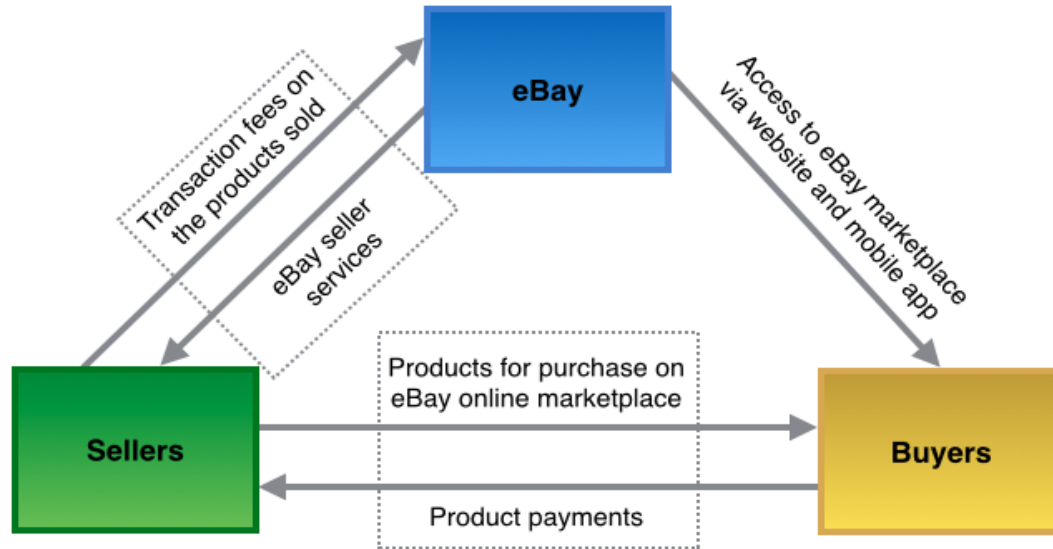 eBay
Transaction fees on
the products sold
eBay seller
services
Access to eBay marketplace
via website and mobile app
Sellers
Products for purchase on
eBay online marketplace
Product payments
Buyers